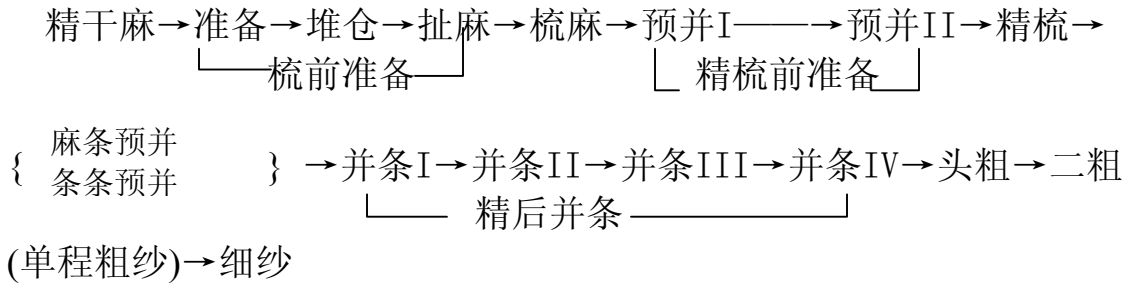 精干麻→准备→堆仓→扯麻→梳麻→预并I———→预并II→精梳→
梳前准备 精梳前准备
麻条预并
{ } →并条I→并条II→并条III→并条IV→头粗→二粗
条条预并
精后并条
(单程粗纱)→细纱